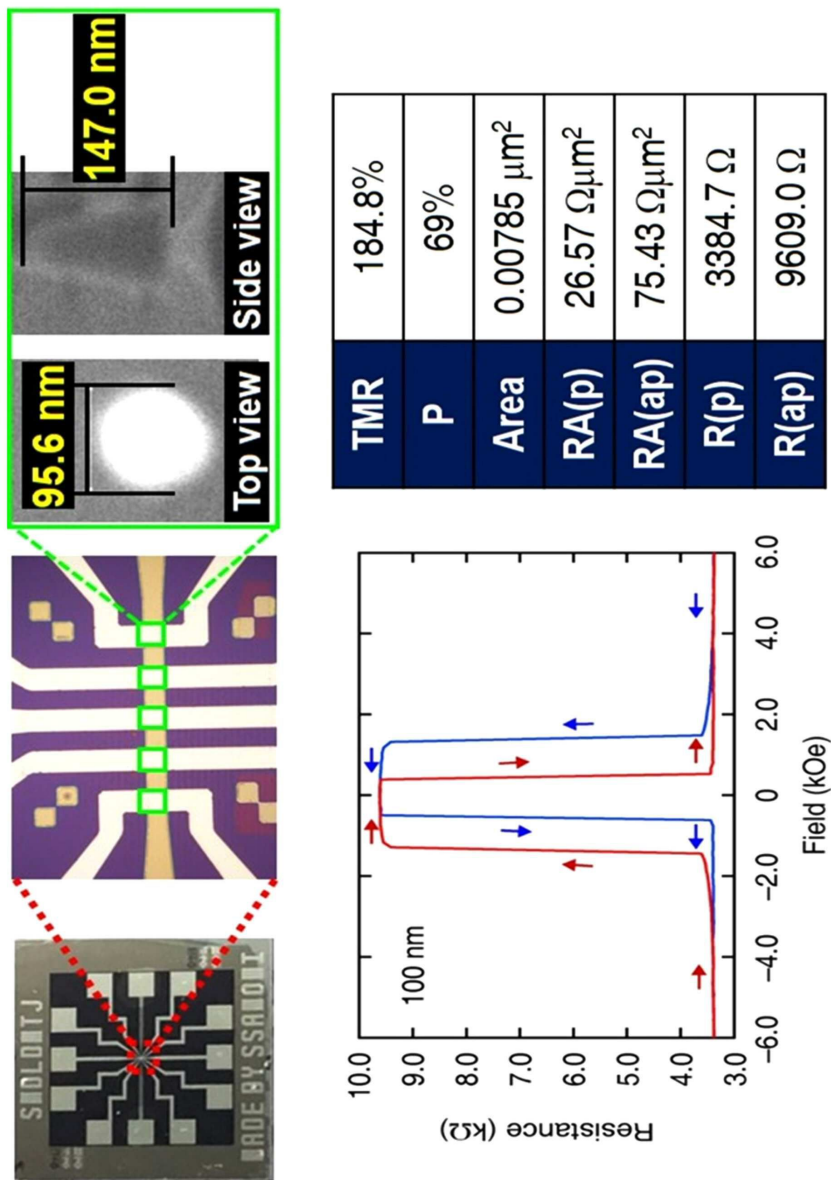 SMDLDMTJ
MADE BY SSAMOUI
95.6 nm
Top view
147.0 nm
Side view
Resistance (kΩ)
10.0
9.0
8.0
7.0
6.0
5.0
4.0
3.0
100 nm
−6.0
−4.0
−2.0
0
2.0
4.0
6.0
Field (kOe)
TMR 184.8%
P 69%
Area 0.00785 μm²
RA(p) 26.57 Ωμm²
RA(ap) 75.43 Ωμm²
R(p) 3384.7 Ω
R(ap) 9609.0 Ω